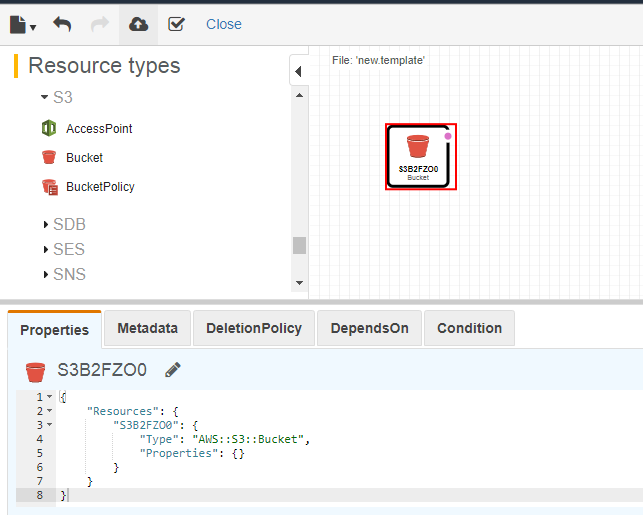 Close
Resource types
File: 'new.template'
S3
AccessPoint
Bucket
BucketPolicy
SDB
SES
SNS
S3B2FZO0
Bucket
Properties
Metadata
DeletionPolicy
DependsOn
Condition
S3B2FZO0
1 {
2 "Resources": {
3 "S3B2FZO0": {
4 "Type": "AWS::S3::Bucket",
5 "Properties": {}
6 }
7 }
8 }